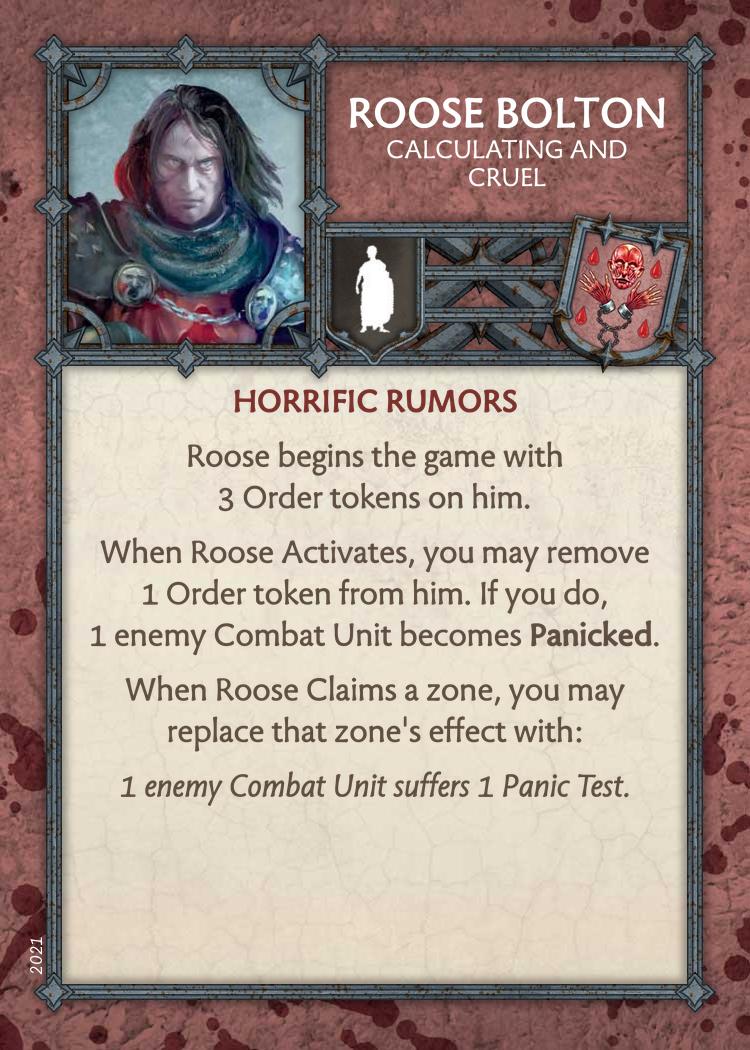 ROOSE BOLTON
CALCULATING AND
CRUEL
HORRIFIC RUMORS
Roose begins the game with
3 Order tokens on him.
When Roose Activates, you may remove
1 Order token from him. If you do,
1 enemy Combat Unit becomes Panicked.
When Roose Claims a zone, you may
replace that zone's effect with:
1 enemy Combat Unit suffers 1 Panic Test.
2021